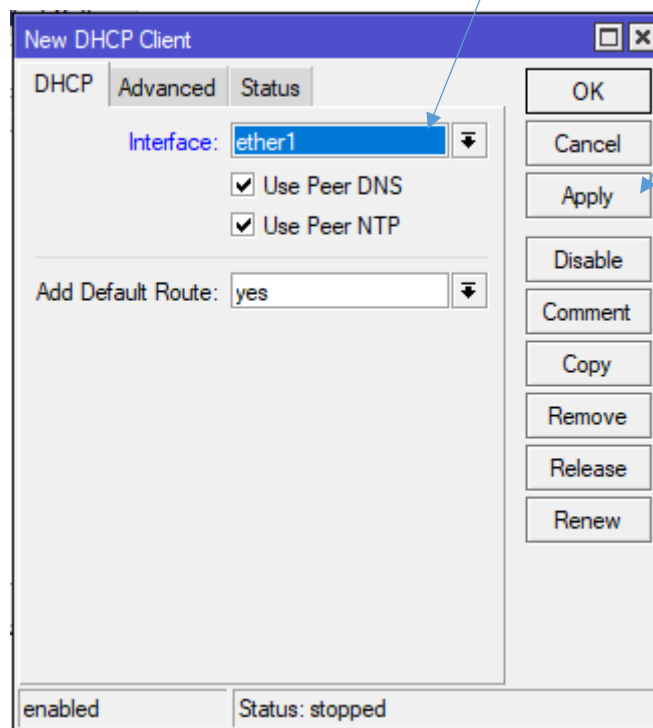 New DHCP Client
DHCP Advanced Status
OK
Interface: ether1
Cancel
Use Peer DNS
Apply
Use Peer NTP
Disable
Add Default Route: yes
Comment
Copy
Remove
Release
Renew
enabled Status: stopped